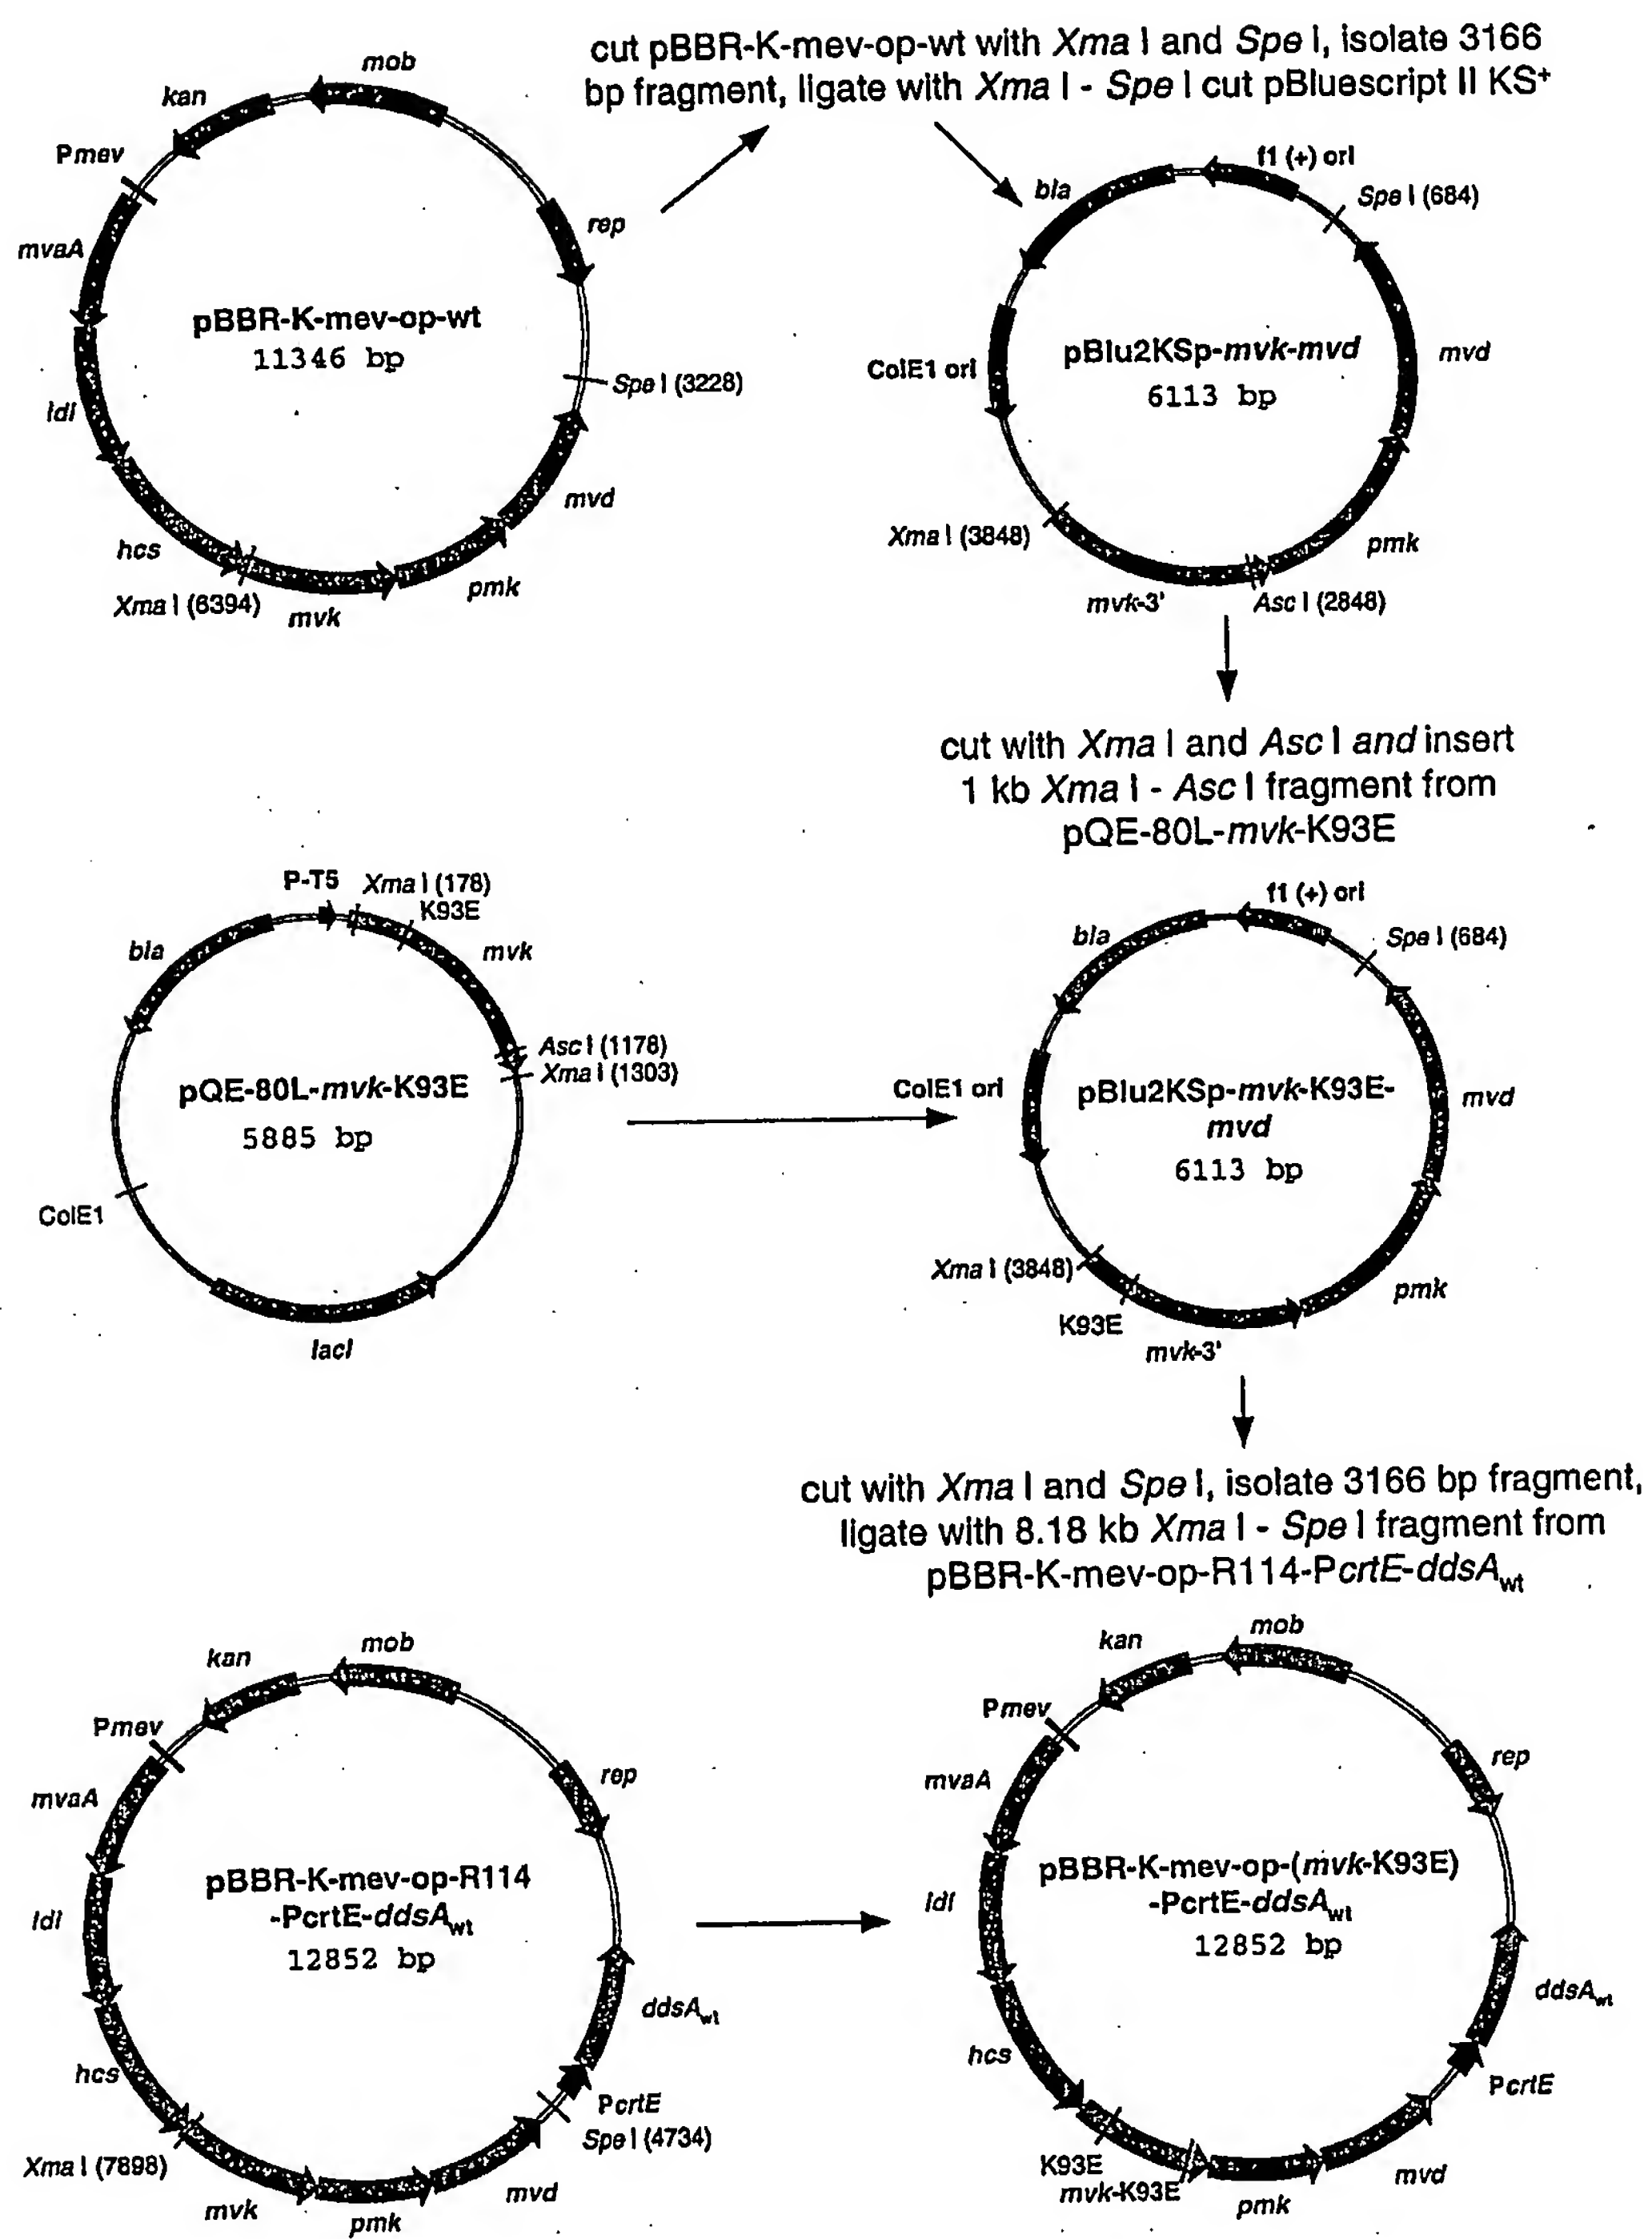 cut pBBR-K-mev-op-wt with Xma I and Spe I, isolate 3166
bp fragment, ligate with Xma I - Spe I cut pBluescript II KS+
mob
kan
Pmev
mvaA
idi
hcs
Xma I (6394)
mvk
pmk
mvd
Spe I (3228)
rep
pBBR-K-mev-op-wt
11346 bp
f1 (+) ori
bla
Spe I (684)
ColE1 ori
pBlu2KSp-mvk-mvd
6113 bp
mvd
Xma I (3848)
pmk
mvk-3'
Asc I (2848)
cut with Xma I and Asc I and insert
1 kb Xma I - Asc I fragment from
pQE-80L-mvk-K93E
P-T5
Xma I (178)
K93E
bla
mvk
Asc I (1178)
Xma I (1303)
pQE-80L-mvk-K93E
5885 bp
ColE1
lacI
f1 (+) ori
bla
Spe I (684)
ColE1 ori
pBlu2KSp-mvk-K93E-
mvd
6113 bp
mvd
Xma I (3848)
K93E
mvk-3'
pmk
cut with Xma I and Spe I, isolate 3166 bp fragment,
ligate with 8.18 kb Xma I - Spe I fragment from
pBBR-K-mev-op-R114-PcrtE-ddsAwt
mob
kan
Pmev
mvaA
rep
idi
pBBR-K-mev-op-R114
-PcrtE-ddsAwt
12852 bp
ddsAwt
hcs
PcrtE
Spe I (4734)
Xma I (7898)
mvk
pmk
mvd
mob
kan
Pmev
mvaA
rep
idi
pBBR-K-mev-op-(mvk-K93E)
-PcrtE-ddsAwt
12852 bp
ddsAwt
hcs
PcrtE
K93E
mvk-K93E
pmk
mvd